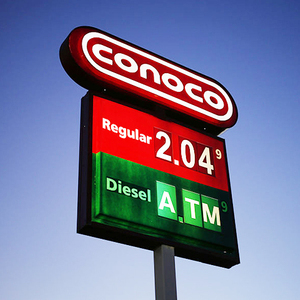 CONOCO
Regular 2.04 9
Diesel A.TM 9